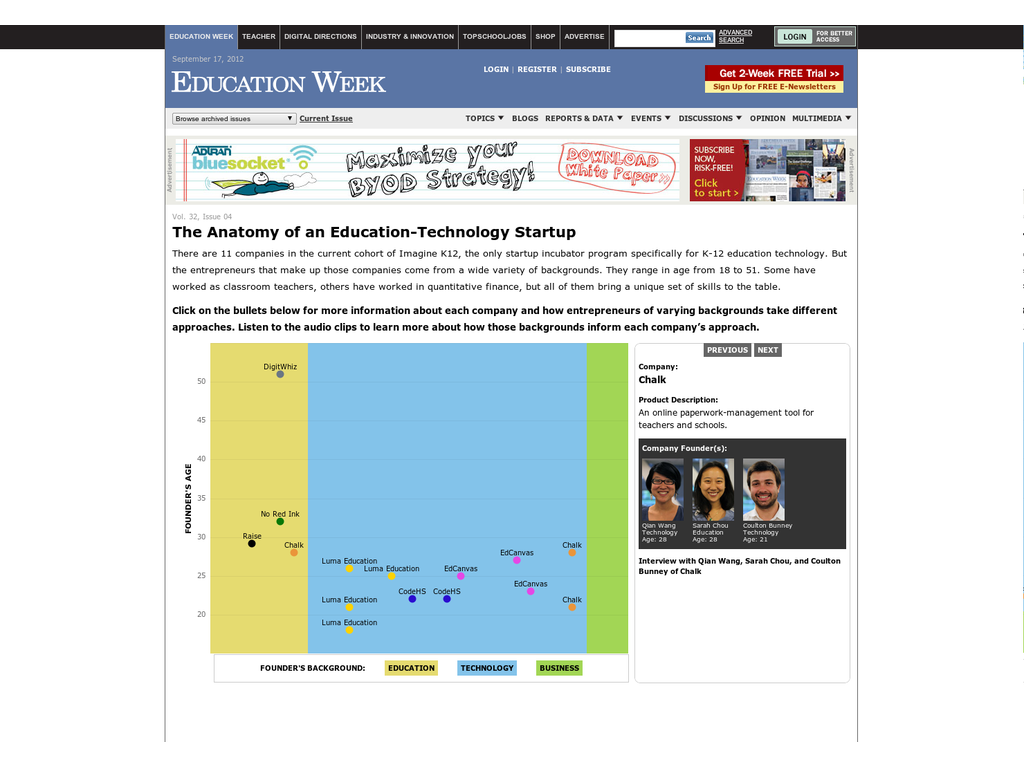 EDUCATION WEEK TEACHER DIGITAL DIRECTIONS INDUSTRY & INNOVATION TOPSCHOOLJOBS SHOP ADVERTISE Search ADVANCED SEARCH LOGIN FOR BETTER ACCESS
September 17, 2012
EDUCATION WEEK
LOGIN | REGISTER | SUBSCRIBE
Get 2-Week FREE Trial >>
Sign Up for FREE E-Newsletters
Browse archived issues Current Issue
TOPICS BLOGS REPORTS & DATA EVENTS DISCUSSIONS OPINION MULTIMEDIA
Advertisement
ADTRAN
bluesocket
Maximize your
BYOD Strategy!
DOWNLOAD
White Paper >>
SUBSCRIBE
NOW,
RISK-FREE!
Click
to start >
EDUCATION WEEK
Advertisement
Vol. 32, Issue 04
The Anatomy of an Education-Technology Startup
There are 11 companies in the current cohort of Imagine K12, the only startup incubator program specifically for K-12 education technology. But
the entrepreneurs that make up those companies come from a wide variety of backgrounds. They range in age from 18 to 51. Some have
worked as classroom teachers, others have worked in quantitative finance, but all of them bring a unique set of skills to the table.
Click on the bullets below for more information about each company and how entrepreneurs of varying backgrounds take different
approaches. Listen to the audio clips to learn more about how those backgrounds inform each company's approach.
FOUNDER'S AGE
50
45
40
35
30
25
20
DigitWhiz
No Red Ink
Raise
Chalk
Luma Education
Luma Education
Luma Education
Luma Education
CodeHS
CodeHS
EdCanvas
EdCanvas
EdCanvas
Chalk
Chalk
FOUNDER'S BACKGROUND: EDUCATION TECHNOLOGY BUSINESS
PREVIOUS NEXT
Company:
Chalk
Product Description:
An online paperwork-management tool for
teachers and schools.
Company Founder(s):
Qian Wang
Technology
Age: 28
Sarah Chou
Education
Age: 28
Coulton Bunney
Technology
Age: 21
Interview with Qian Wang, Sarah Chou, and Coulton
Bunney of Chalk